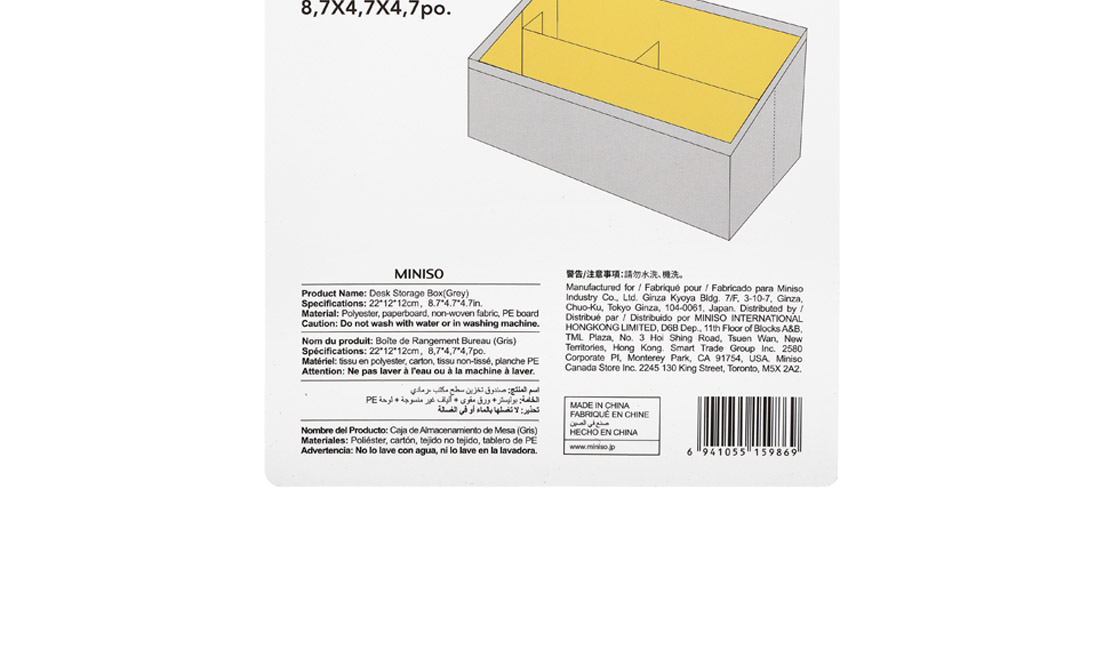 8,7X4,7X4,7po.
MINISO
Product Name: Desk Storage Box(Grey)
Specifications: 22*12*12cm, 8.7*4.7*4.7in.
Material: Polyester, paperboard, non-woven fabric, PE board
Caution: Do not wash with water or in washing machine.
Nom du produit: Boîte de Rangement Bureau (Gris)
Spécifications: 22*12*12cm, 8,7*4,7*4,7po.
Matériel: tissu en polyester, carton, tissu non-tissé, planche PE
Attention: Ne pas laver à l'eau ou à la machine à laver.
اسم المنتج: صندوق تخزين سطح مكتب -رمادي
الخامة: بوليستر+ ورق مقوى + ألياف غير منسوجة + لوحة PE
تحذير: لا تغسلها بالماء أو في الغسالة
Nombre del Producto: Caja de Almacenamiento de Mesa (Gris)
Materiales: Poliéster, cartón, tejido no tejido, tablero de PE
Advertencia: No lo lave con agua, ni lo lave en la lavadora.
警告/注意事項:請勿水洗、機洗。
Manufactured for / Fabriqué pour / Fabricado para Miniso
Industry Co., Ltd. Ginza Kyoya Bldg. 7/F, 3-10-7, Ginza,
Chuo-Ku, Tokyo Ginza, 104-0061, Japan. Distributed by /
Distribué par / Distribuido por MINISO INTERNATIONAL
HONGKONG LIMITED, D6B Dep., 11th Floor of Blocks A&B,
TML Plaza, No. 3 Hoi Shing Road, Tsuen Wan, New
Territories, Hong Kong. Smart Trade Group Inc. 2580
Corporate Pl, Monterey Park, CA 91754, USA. Miniso
Canada Store Inc. 2245 130 King Street, Toronto, M5X 2A2.
MADE IN CHINA
FABRIQUÉ EN CHINE
صنع في الصين
HECHO EN CHINA
www.miniso.jp
6 941055 159869